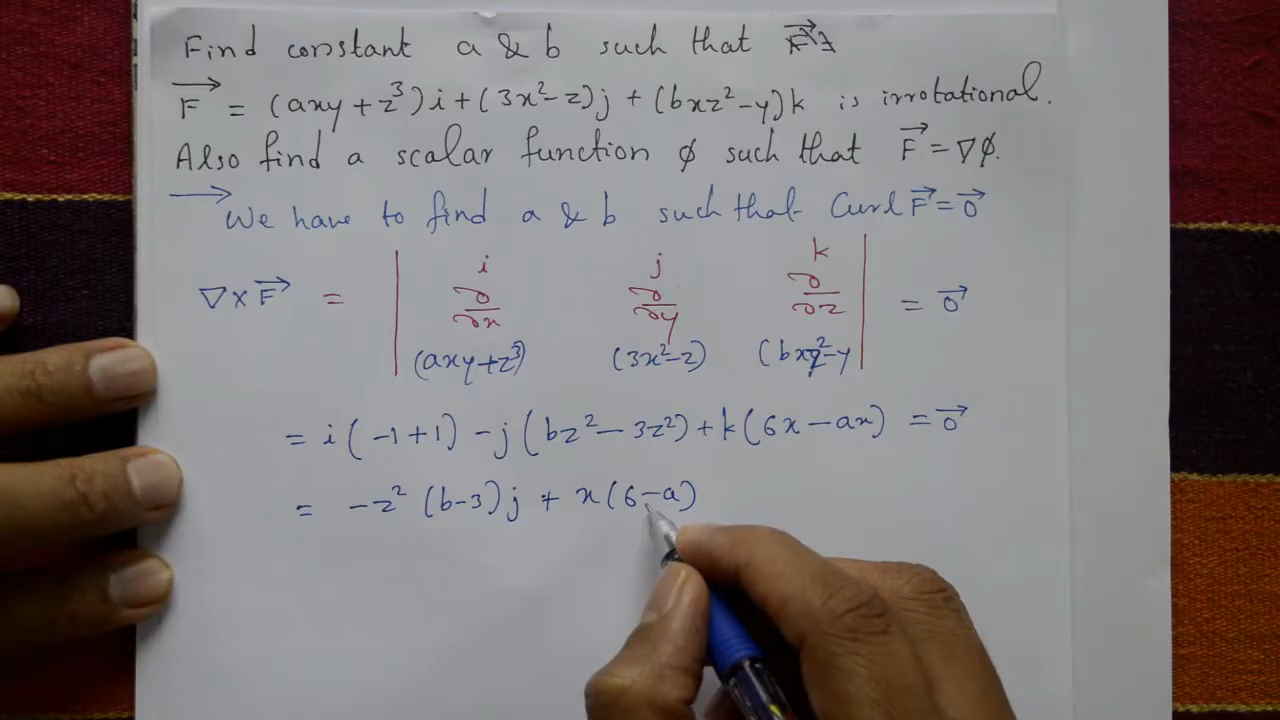 Find constant a & b such that
F⃗ = (axy + z³)i + (3x² - z)j + (bxz² - y)k is irrotational.
Also find a scalar function ϕ such that F⃗ = ∇ϕ.
→ We have to find a & b such that Curl F⃗ = 0⃗
i j k
∇×F⃗ = | ∂/∂x ∂/∂y ∂/∂z | = 0⃗
(axy+z³) (3x²-z) (bxz²-y
= i(-1+1) - j(bz² - 3z²) + k(6x - ax) = 0⃗
= -z² (b-3)j + x(6-a)